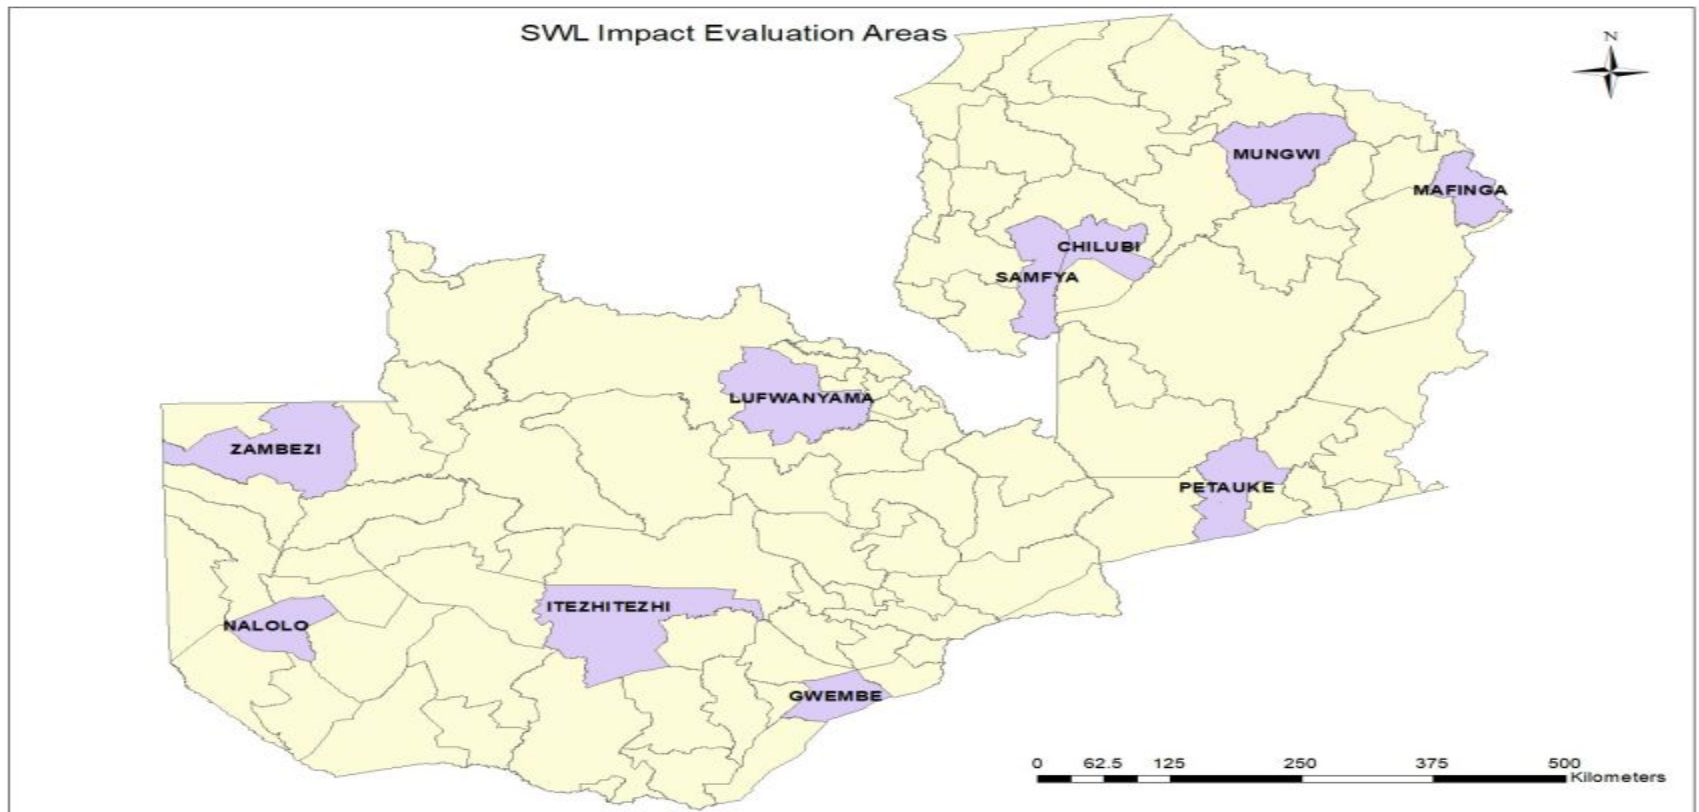 SWL Impact Evaluation Areas
N
MUNGWI
MAFINGA
CHILUBI
SAMFYA
LUFWANYAMA
ZAMBEZI
PETAUKE
ITEZHITEZHI
NALOLO
GWEMBE
0 62.5 125 250 375 500
Kilometers